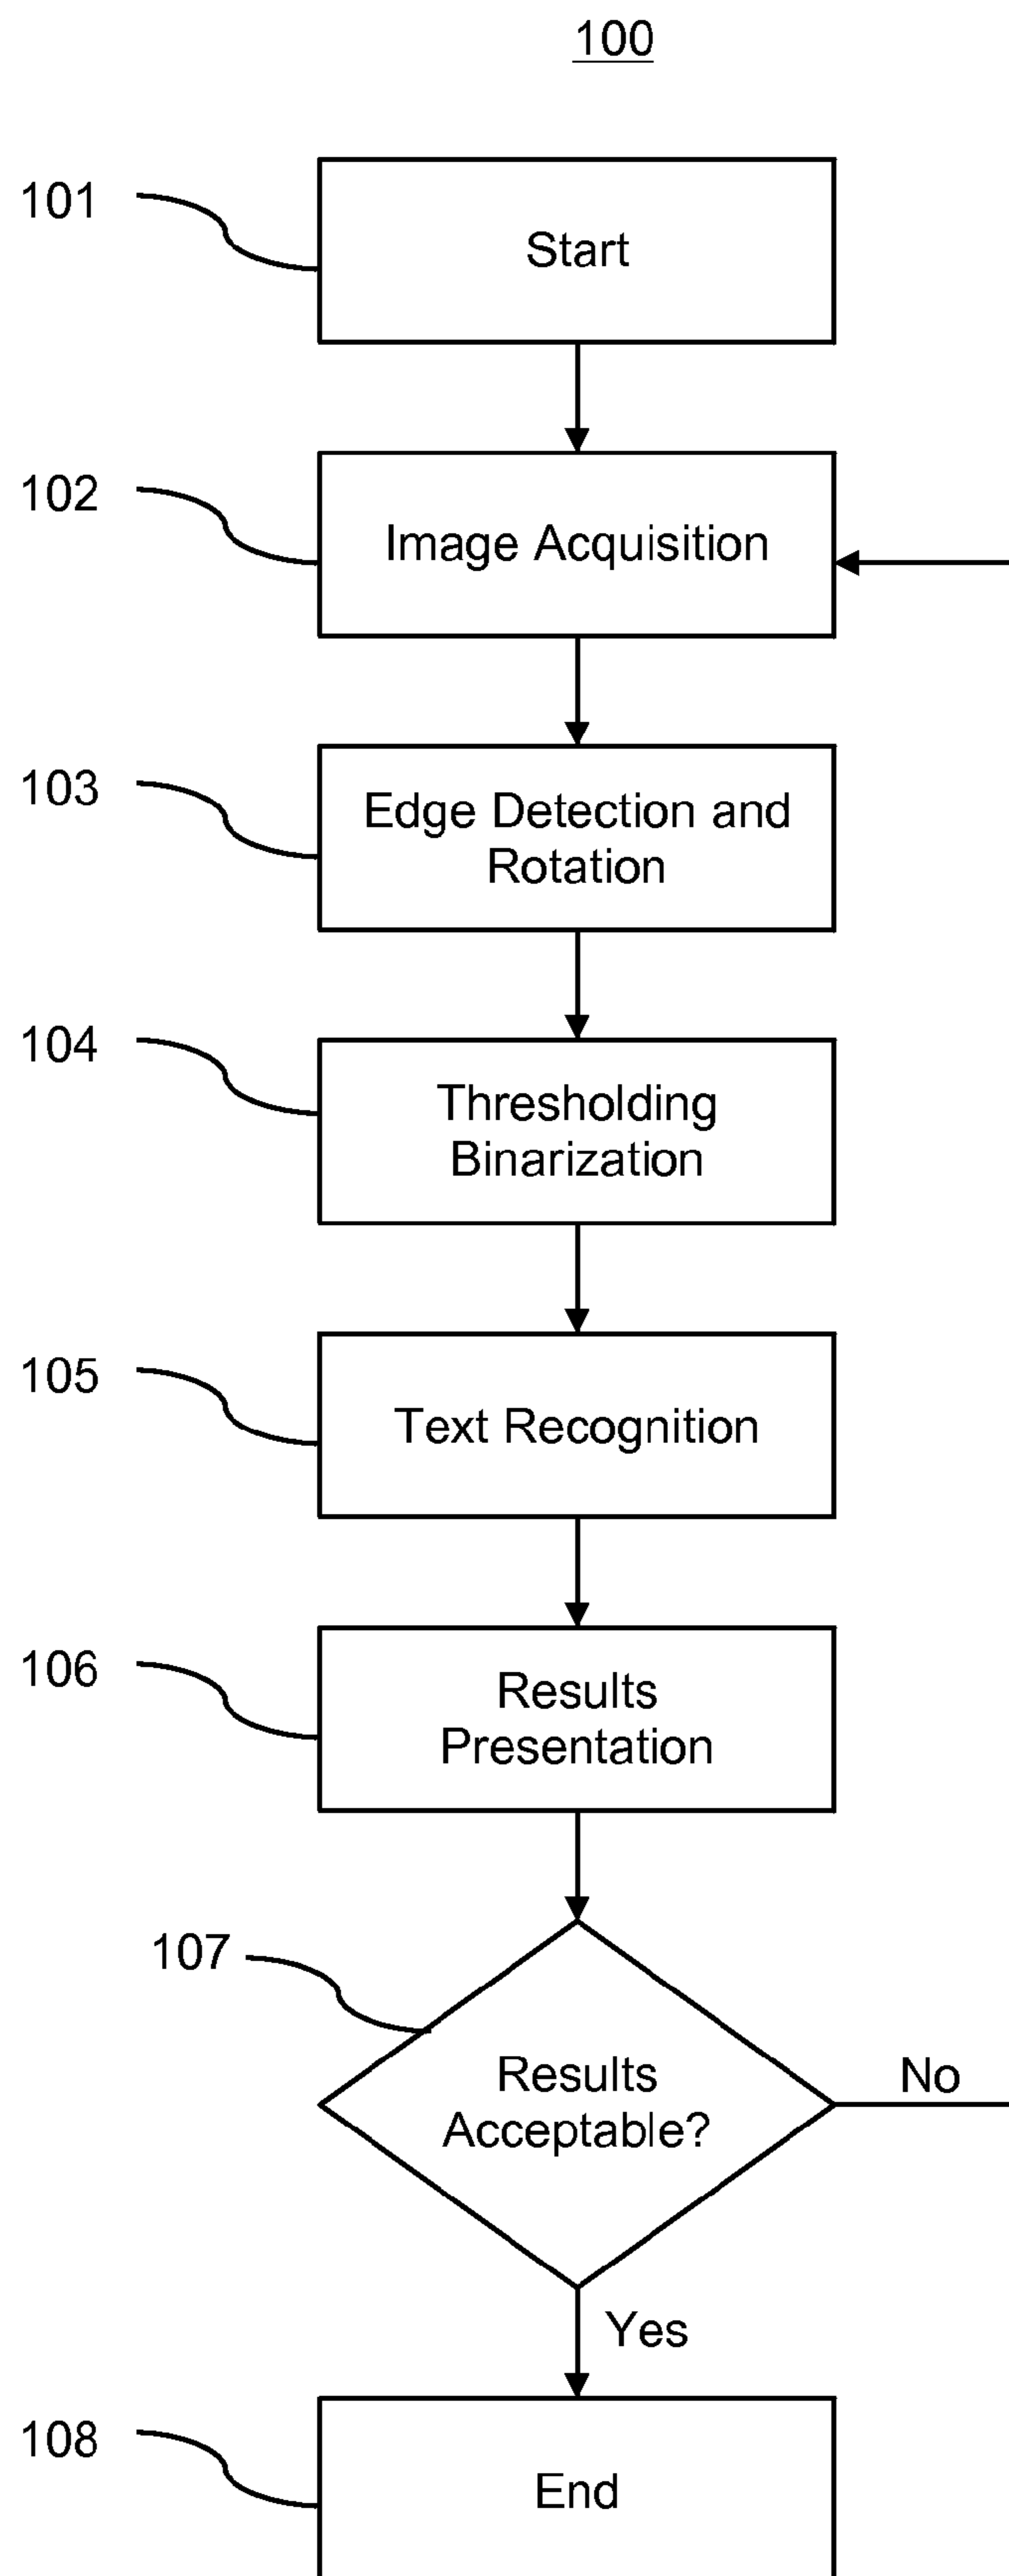 100
101
Start
102
Image Acquisition
103
Edge Detection and
Rotation
104
Thresholding
Binarization
105
Text Recognition
106
Results
Presentation
107
Results
Acceptable?
No
Yes
108
End